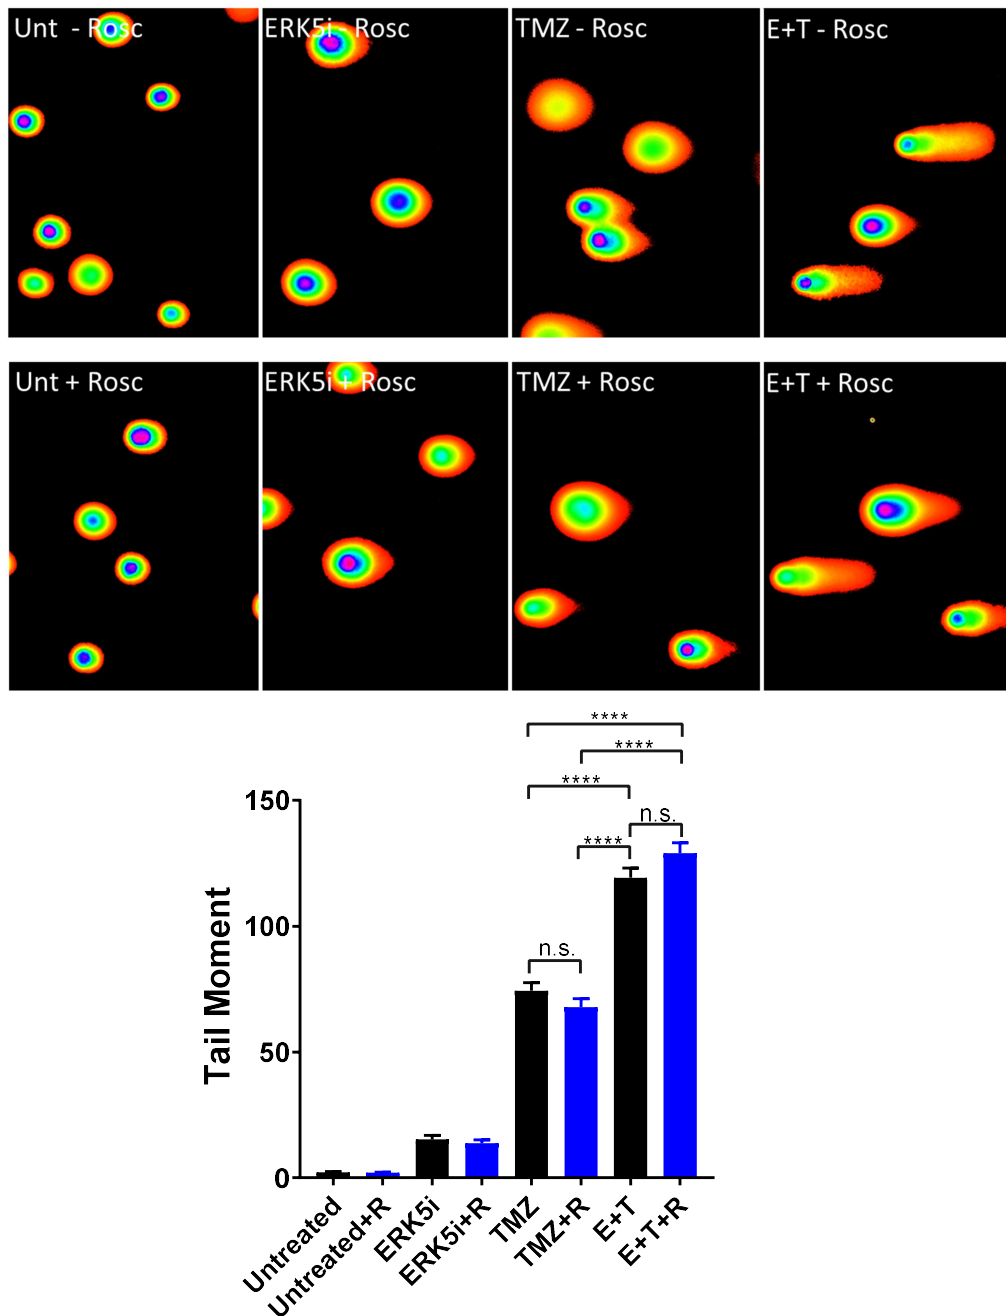 Unt - Rosc
ERK5i - Rosc
TMZ - Rosc
E+T - Rosc
Unt + Rosc
ERK5i + Rosc
TMZ + Rosc
E+T + Rosc
****
****
****
150
n.s.
****
100
n.s.
Tail Moment
50
0
Untreated
Untreated+R
ERK5i
ERK5i+R
TMZ
TMZ+R
E+T
E+T+R